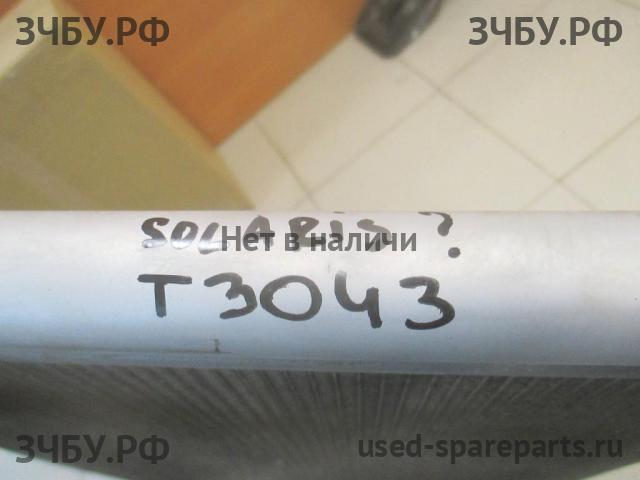 ЗЧБУ.РФ ЗЧБУ.РФ
SOLARIS ?
Нет в наличи
T3043
ЗЧБУ.РФ used-spareparts.ru